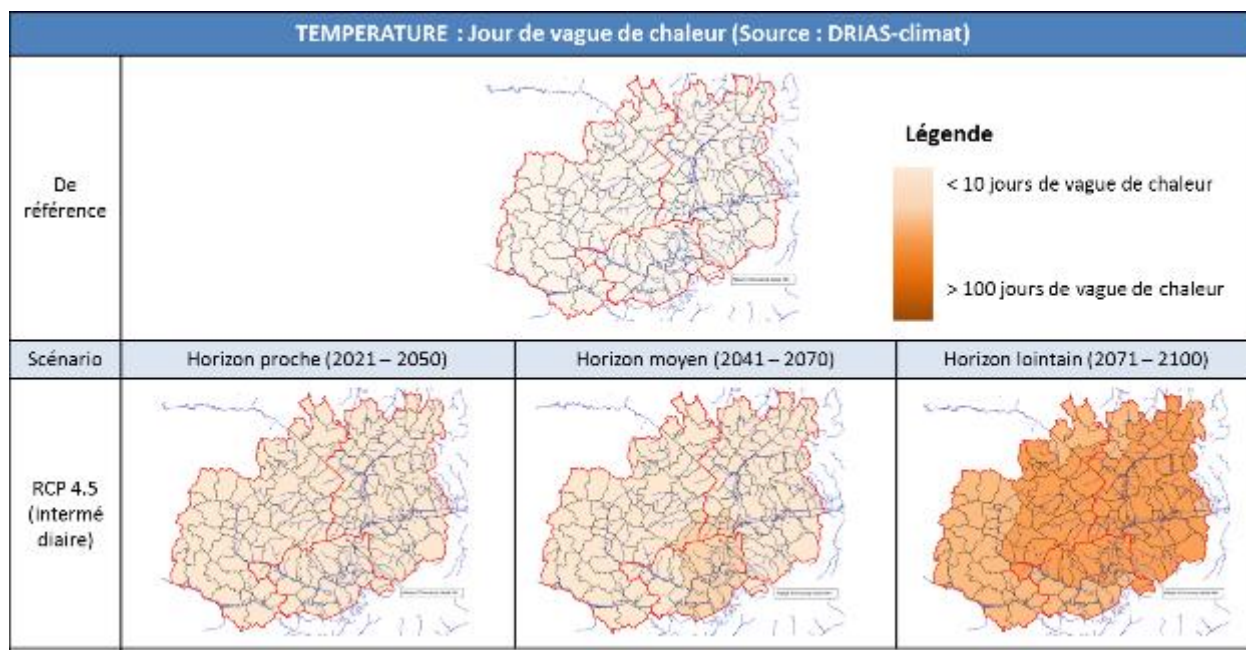 TEMPERATURE : Jour de vague de chaleur (Source : DRIAS-climat)
De
référence
Légende
< 10 jours de vague de chaleur
> 100 jours de vague de chaleur
Scénario
Horizon proche (2021 – 2050)
Horizon moyen (2041 – 2070)
Horizon lointain (2071 – 2100)
RCP 4.5
(intermé
diaire)